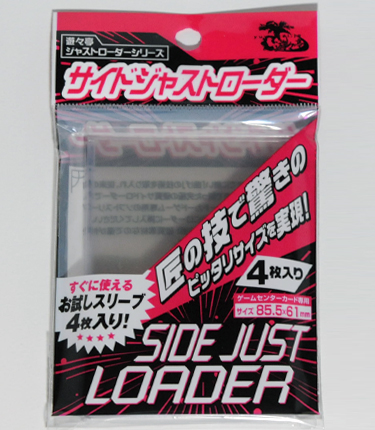 遊々亭
ジャストローダーシリーズ
サイドジャストローダー
匠の技で驚きの
ピッタリサイズを実現!
4枚入り
すぐに使える
お試しスリーブ
4枚入り!
ゲームセンターカード専用
サイズ 85.5×61mm
SIDE JUST
LOADER